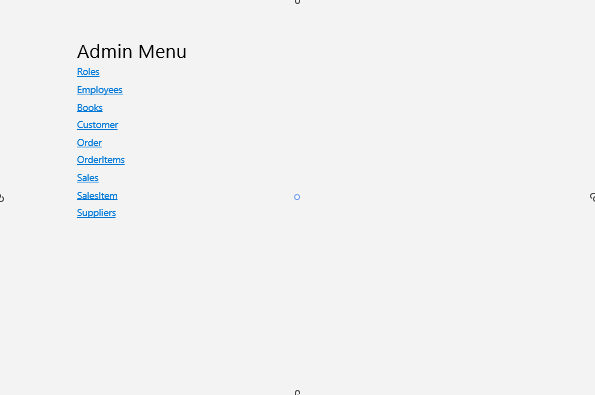 Admin Menu
Roles
Employees
Books
Customer
Order
OrderItems
Sales
SalesItem
Suppliers